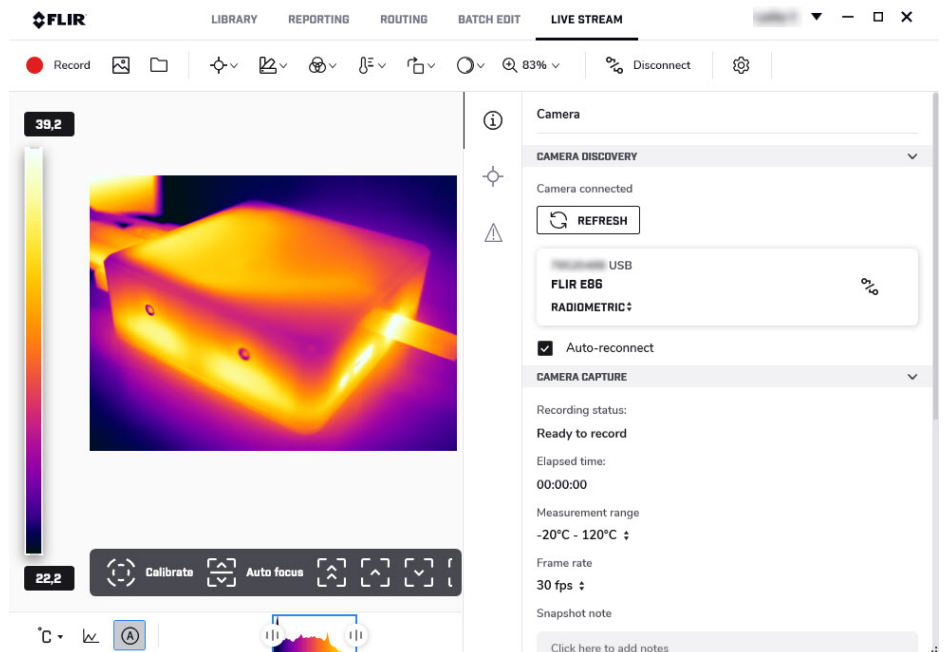 FLIR
LIBRARY REPORTING ROUTING BATCH EDIT LIVE STREAM
Record 83% Disconnect
39,2
Camera
CAMERA DISCOVERY
Camera connected
REFRESH
USB
FLIR E86
RADIOMETRIC
Auto-reconnect
CAMERA CAPTURE
Recording status:
Ready to record
Elapsed time:
00:00:00
Measurement range
-20°C - 120°C
Frame rate
30 fps
Snapshot note
Click here to add notes
Calibrate Auto focus
22,2
°C A